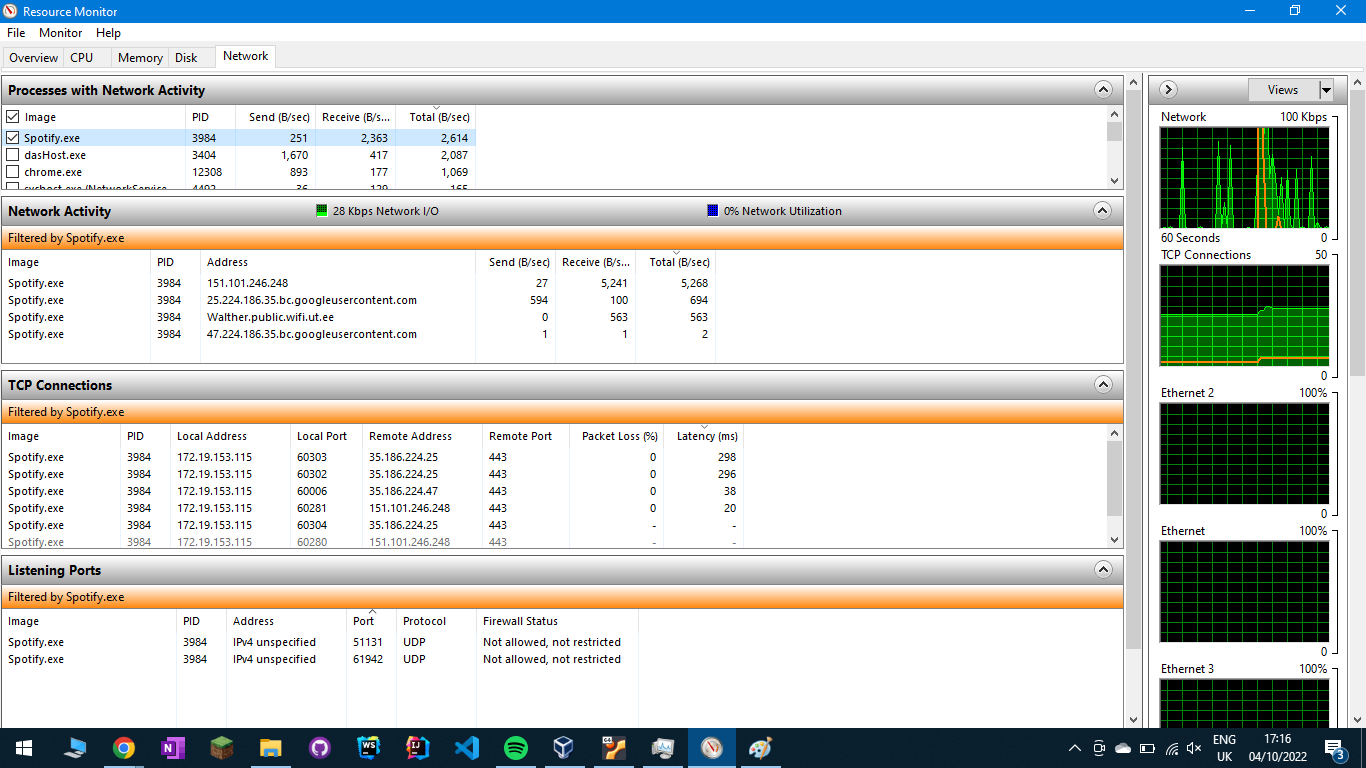 Resource Monitor
File Monitor Help
Overview CPU Memory Disk Network
Processes with Network Activity
Image PID Send (B/sec) Receive (B/s... Total (B/sec)
Spotify.exe 3984 251 2,363 2,614
dasHost.exe 3404 1,670 417 2,087
chrome.exe 12308 893 177 1,069
svchost.exe (NetworkService 4492 36 129 165
Network Activity 28 Kbps Network I/O 0% Network Utilization
Filtered by Spotify.exe
Image PID Address Send (B/sec) Receive (B/s... Total (B/sec)
Spotify.exe 3984 151.101.246.248 27 5,241 5,268
Spotify.exe 3984 25.224.186.35.bc.googleusercontent.com 594 100 694
Spotify.exe 3984 Walther.public.wifi.ut.ee 0 563 563
Spotify.exe 3984 47.224.186.35.bc.googleusercontent.com 1 1 2
TCP Connections
Filtered by Spotify.exe
Image PID Local Address Local Port Remote Address Remote Port Packet Loss (%) Latency (ms)
Spotify.exe 3984 172.19.153.115 60303 35.186.224.25 443 0 298
Spotify.exe 3984 172.19.153.115 60302 35.186.224.25 443 0 296
Spotify.exe 3984 172.19.153.115 60006 35.186.224.47 443 0 38
Spotify.exe 3984 172.19.153.115 60281 151.101.246.248 443 0 20
Spotify.exe 3984 172.19.153.115 60304 35.186.224.25 443 - -
Spotify.exe 3984 172.19.153.115 60280 151.101.246.248 443 - -
Listening Ports
Filtered by Spotify.exe
Image PID Address Port Protocol Firewall Status
Spotify.exe 3984 IPv4 unspecified 51131 UDP Not allowed, not restricted
Spotify.exe 3984 IPv4 unspecified 61942 UDP Not allowed, not restricted
Views
Network 100 Kbps
60 Seconds 0
TCP Connections 50
0
Ethernet 2 100%
0
Ethernet 100%
0
Ethernet 3 100%
N
WS
IJ
64
ENG
UK
17:16
04/10/2022
3